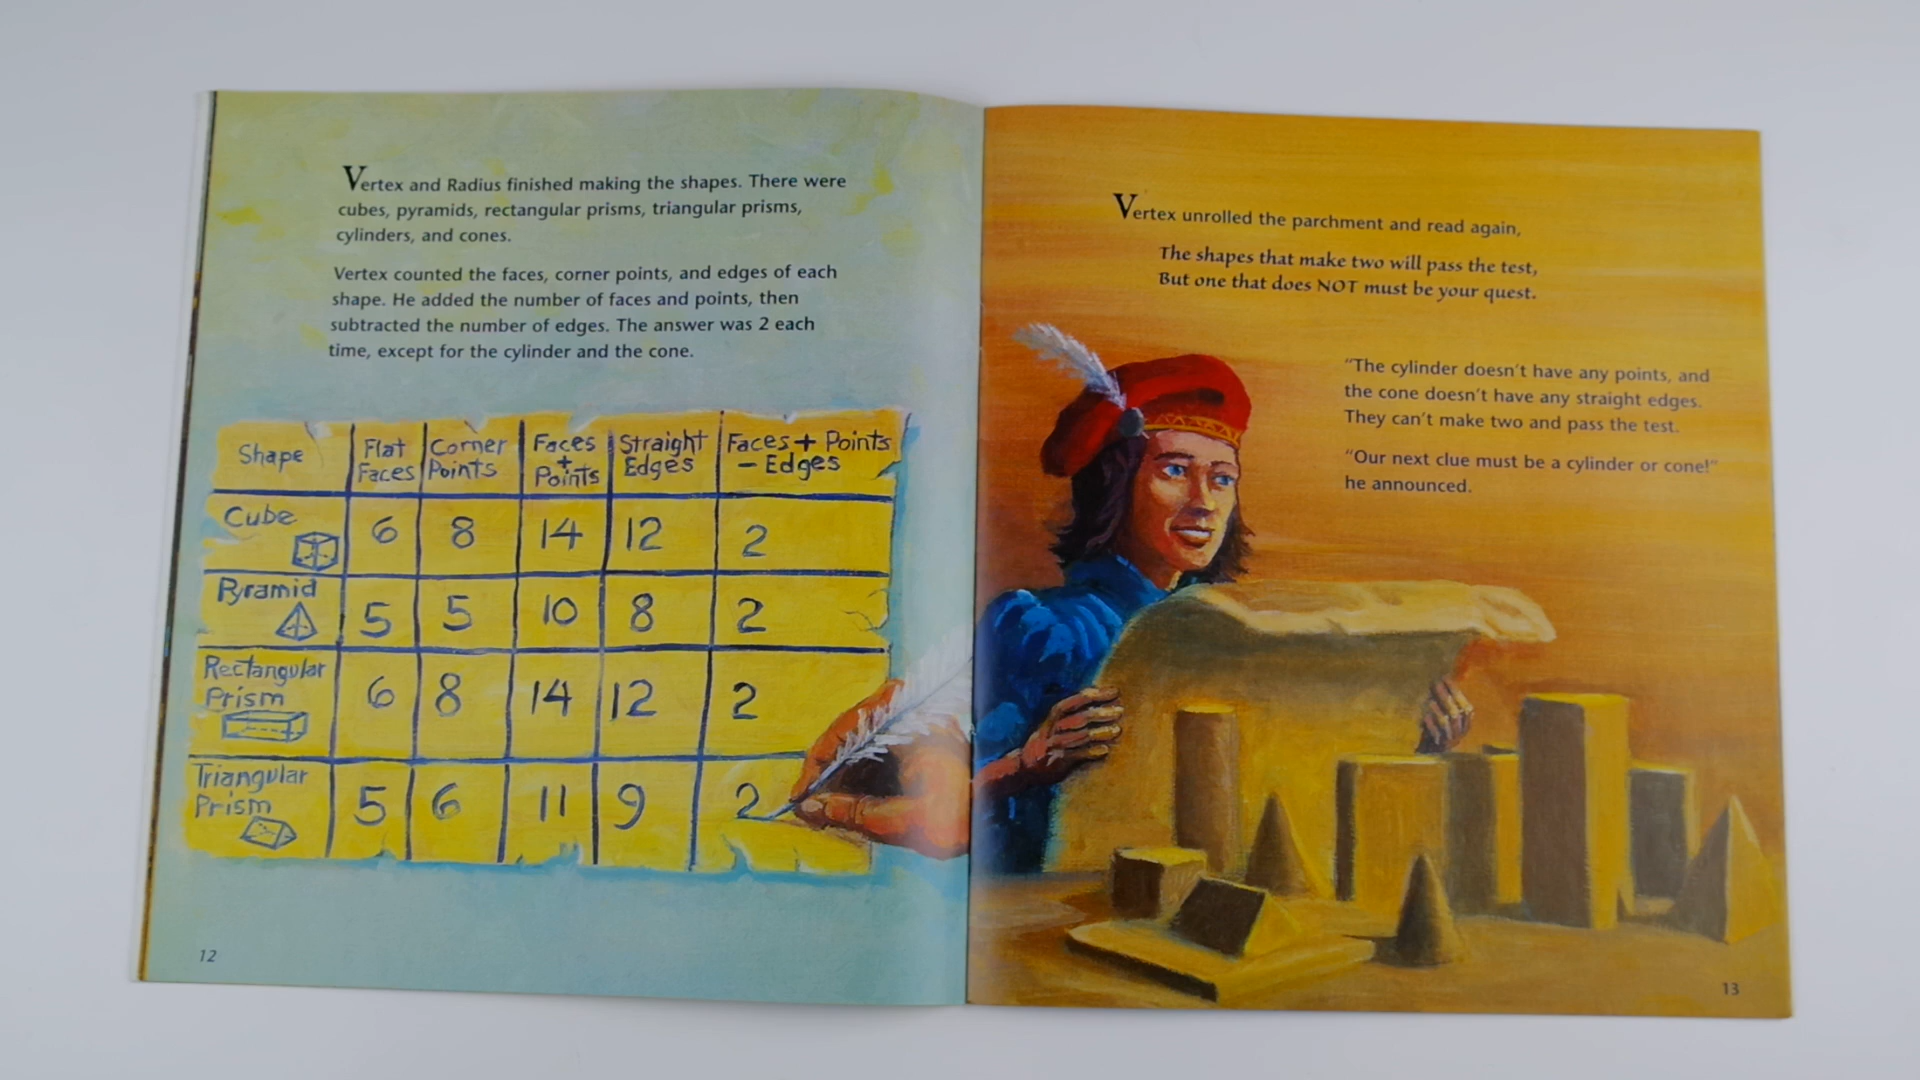 Vertex and Radius finished making the shapes. There were
cubes, pyramids, rectangular prisms, triangular prisms,
cylinders, and cones.
Vertex counted the faces, corner points, and edges of each
shape. He added the number of faces and points, then
subtracted the number of edges. The answer was 2 each
time, except for the cylinder and the cone.
Shape Flat Faces Corner Points Faces + Points Straight Edges Faces + Points - Edges
Cube 6 8 14 12 2
Pyramid 5 5 10 8 2
Rectangular Prism 6 8 14 12 2
Triangular Prism 5 6 11 9 2
12
Vertex unrolled the parchment and read again,
The shapes that make two will pass the test,
But one that does NOT must be your quest.
"The cylinder doesn't have any points, and
the cone doesn't have any straight edges.
They can't make two and pass the test.
"Our next clue must be a cylinder or cone!"
he announced.
13